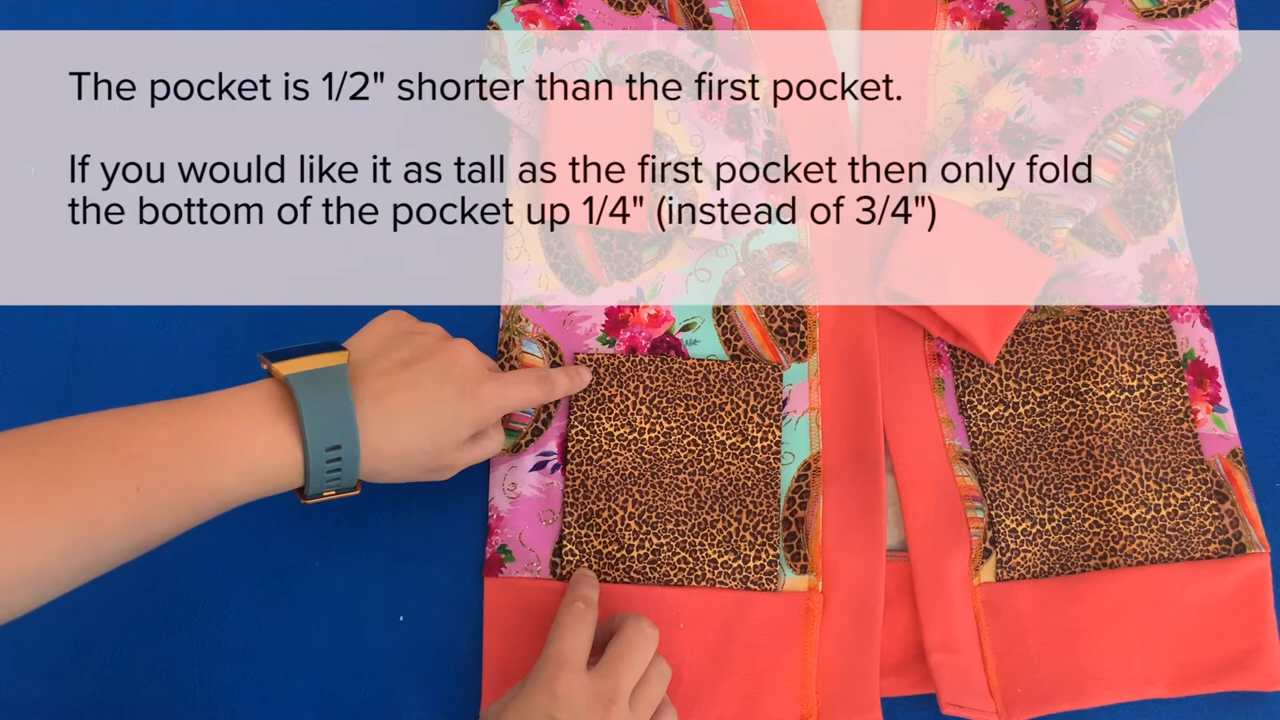 The pocket is 1/2" shorter than the first pocket.
If you would like it as tall as the first pocket then only fold
the bottom of the pocket up 1/4" (instead of 3/4")